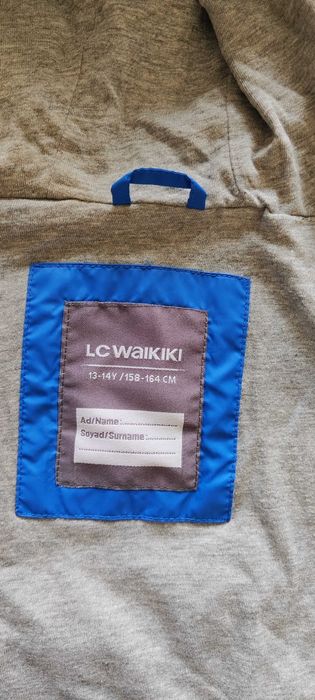 LC WAIKIKI
13-14Y /158-164 CM
Ad/Name:....................
Soyad/Surname:............